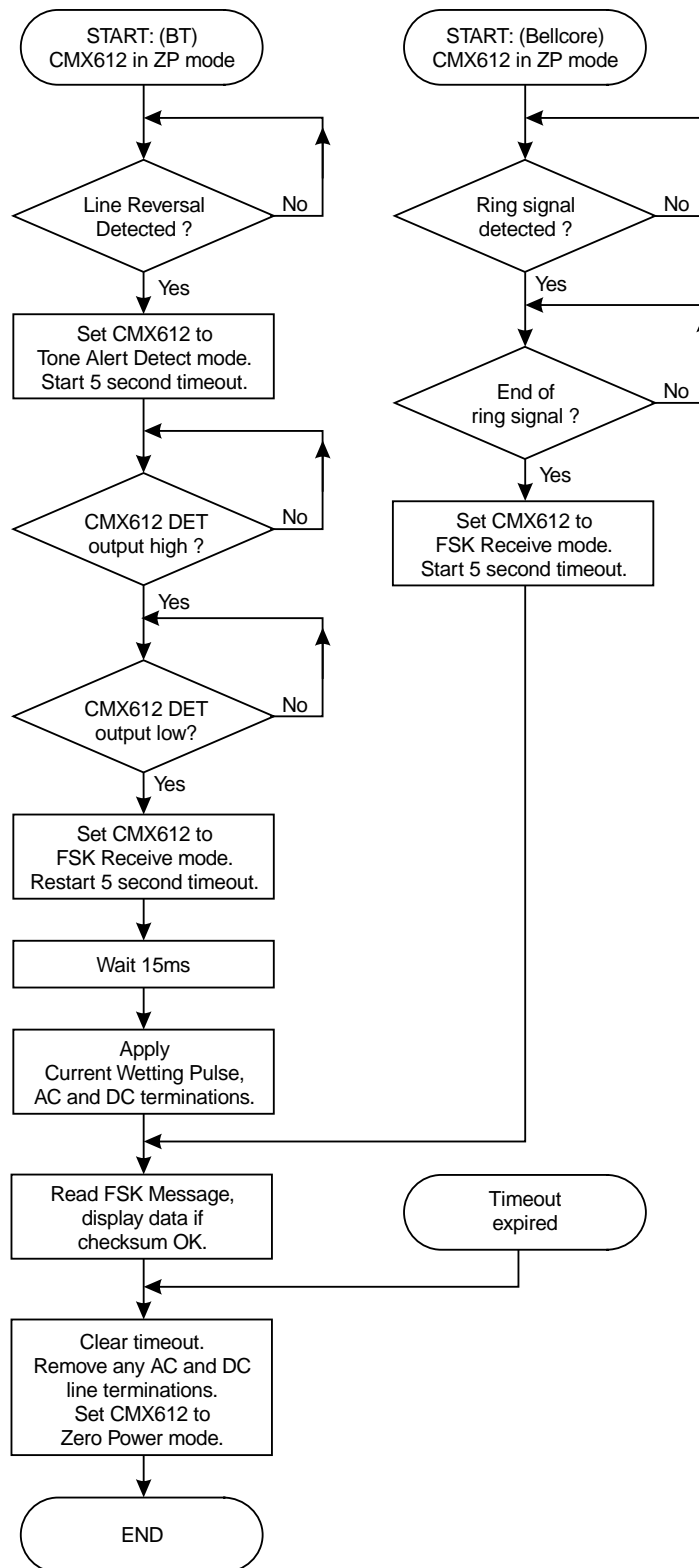 START: (BT)
CMX612 in ZP mode
Line Reversal
Detected ?
No
Yes
Set CMX612 to
Tone Alert Detect mode.
Start 5 second timeout.
CMX612 DET
output high ?
No
Yes
CMX612 DET
output low?
No
Yes
Set CMX612 to
FSK Receive mode.
Restart 5 second timeout.
Wait 15ms
Apply
Current Wetting Pulse,
AC and DC terminations.
Read FSK Message,
display data if
checksum OK.
Clear timeout.
Remove any AC and DC
line terminations.
Set CMX612 to
Zero Power mode.
END
START: (Bellcore)
CMX612 in ZP mode
Ring signal
detected ?
No
Yes
End of
ring signal ?
No
Yes
Set CMX612 to
FSK Receive mode.
Start 5 second timeout.
Timeout
expired